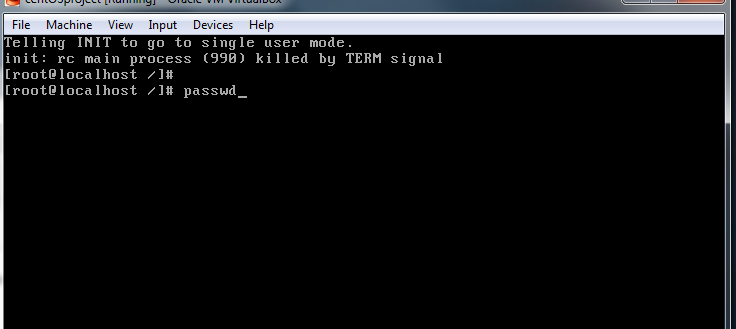 centOSproject [Running] - Oracle VM VirtualBox
File Machine View Input Devices Help
Telling INIT to go to single user mode.
init: rc main process (990) killed by TERM signal
[root@localhost /]#
[root@localhost /]# passwd_